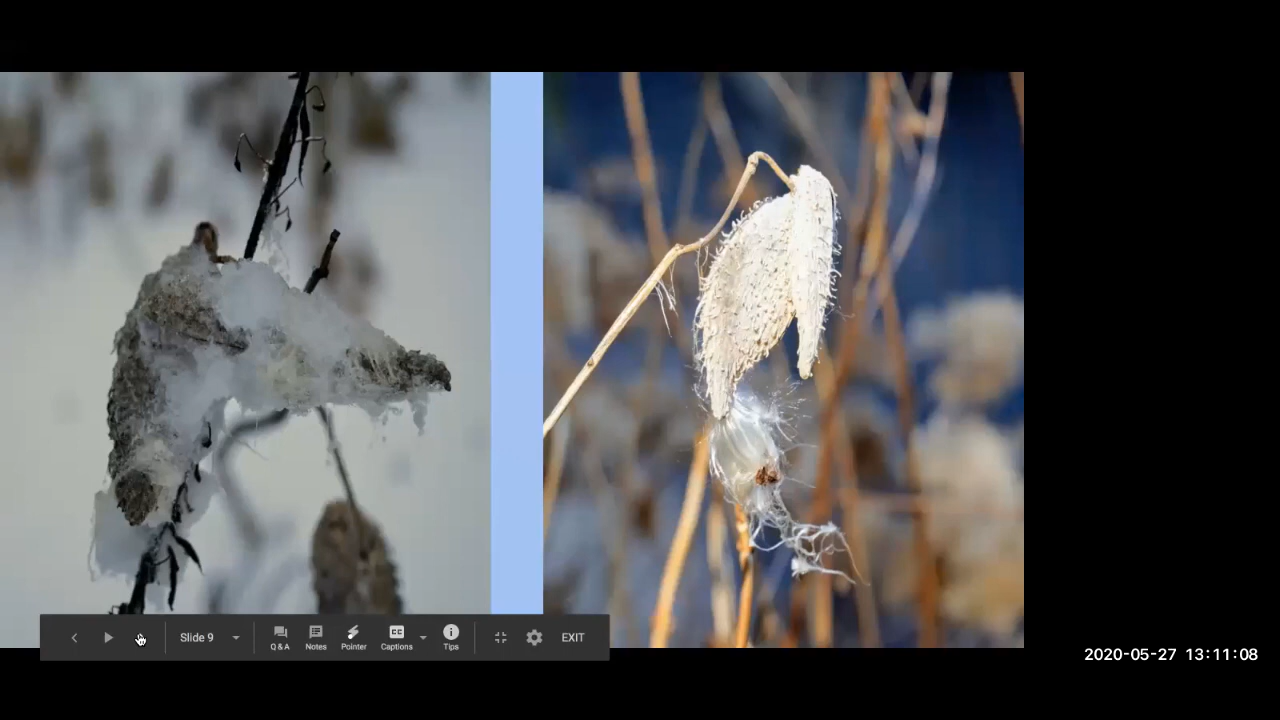 Slide 9
Q & A
Notes
Pointer
Captions
Tips
EXIT
2020-05-27 13:11:08